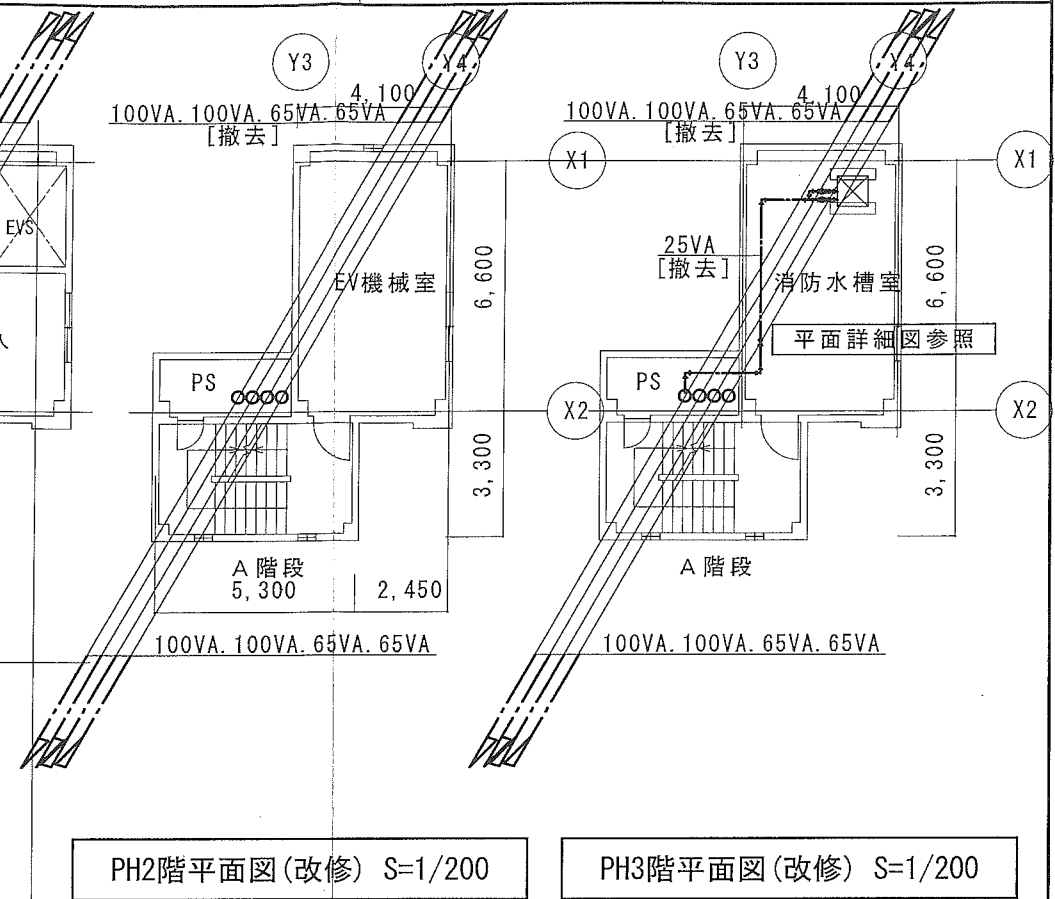 Y3
Y4
4,100
100VA. 100VA. 65VA. 65VA
[撤去]
X1
EVS
EV機械室
6,600
PS
X2
3,300
A階段
5,300
2,450
100VA. 100VA. 65VA. 65VA
PH2階平面図(改修) S=1/200
Y3
Y4
4,100
100VA. 100VA. 65VA. 65VA
[撤去]
X1
25VA
[撤去]
消防水槽室
6,600
平面詳細図参照
PS
X2
3,300
A階段
100VA. 100VA. 65VA. 65VA
PH3階平面図(改修) S=1/200